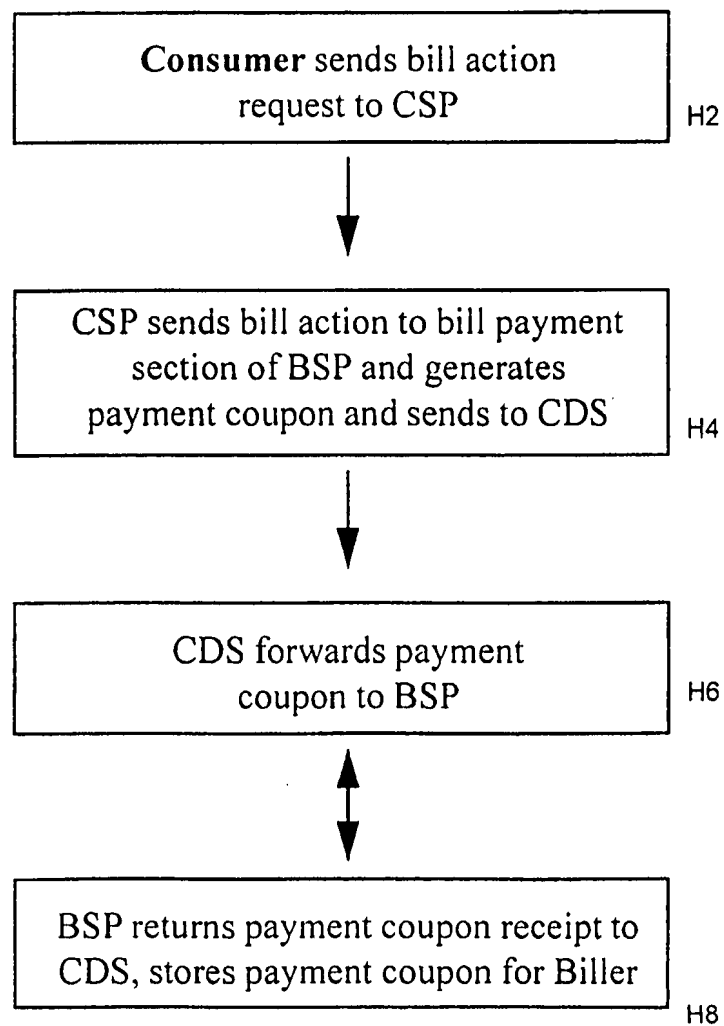 Consumer sends bill action
request to CSP
H2
CSP sends bill action to bill payment
section of BSP and generates
payment coupon and sends to CDS
H4
CDS forwards payment
coupon to BSP
H6
BSP returns payment coupon receipt to
CDS, stores payment coupon for Biller
H8